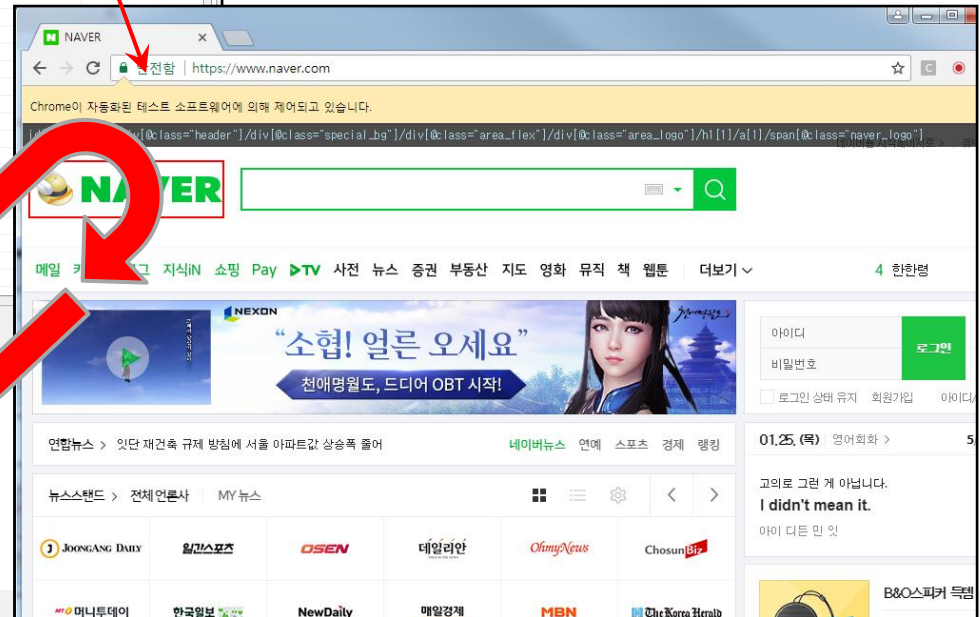 NAVER
안전함 | https://www.naver.com
Chrome이 자동화된 테스트 소프트웨어에 의해 제어되고 있습니다.
[@class="header"]/div[@class="special_bg"]/div[@class="area_flex"]/div[@class="area_logo"]/h1[1]/a[1]/span[@class="naver_logo"]
NAVER
메일 지식iN 쇼핑 Pay TV 사전 뉴스 증권 부동산 지도 영화 뮤직 책 웹툰 더보기
4 한한령
NEXON
“소협! 얼른 오세요”
천애명월도, 드디어 OBT 시작!
아이디
비밀번호
로그인
로그인 상태 유지 회원가입 아이디/
연합뉴스 > 잇단 재건축 규제 방침에 서울 아파트값 상승폭 줄어
네이버뉴스 연예 스포츠 경제 랭킹
01.25. (목) 영어회화 > 5/
뉴스스탠드 > 전체언론사 MY뉴스
고의로 그런 게 아닙니다.
I didn't mean it.
아이 디든 민 잇
JOONGANG DAILY 일간스포츠 OSEN 데일리안 OhmyNews ChosunBiz
MT 머니투데이 한국일보 NewDaily 매일경제 MBN The Korea Herald
B&O스피커 득템